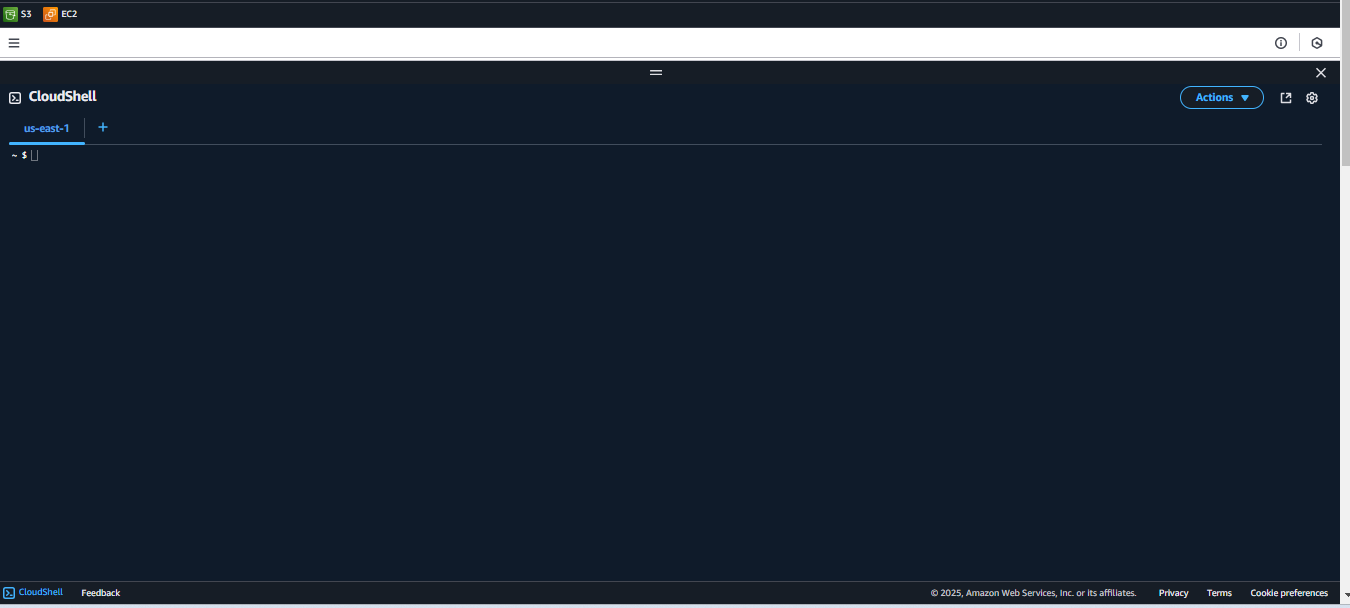 S3 EC2
CloudShell
Actions
us-east-1 +
~ $
CloudShell Feedback © 2025, Amazon Web Services, Inc. or its affiliates. Privacy Terms Cookie preferences